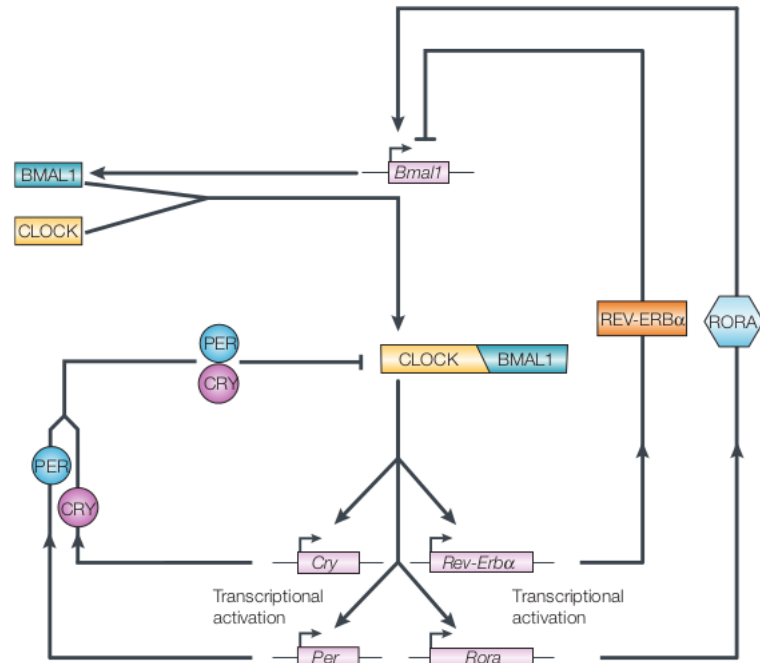 Bmal1
BMAL1
CLOCK
REV-ERBα
RORA
PER
CRY
CLOCK
BMAL1
PER
CRY
Cry
Rev-Erbα
Transcriptional
activation
Transcriptional
activation
Per
Rora